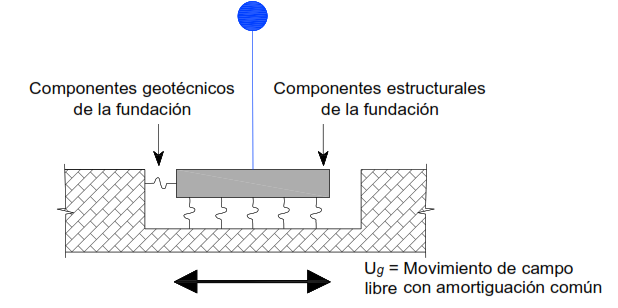 Componentes geotécnicos
de la fundación
Componentes estructurales
de la fundación
Ug = Movimiento de campo
libre con amortiguación común